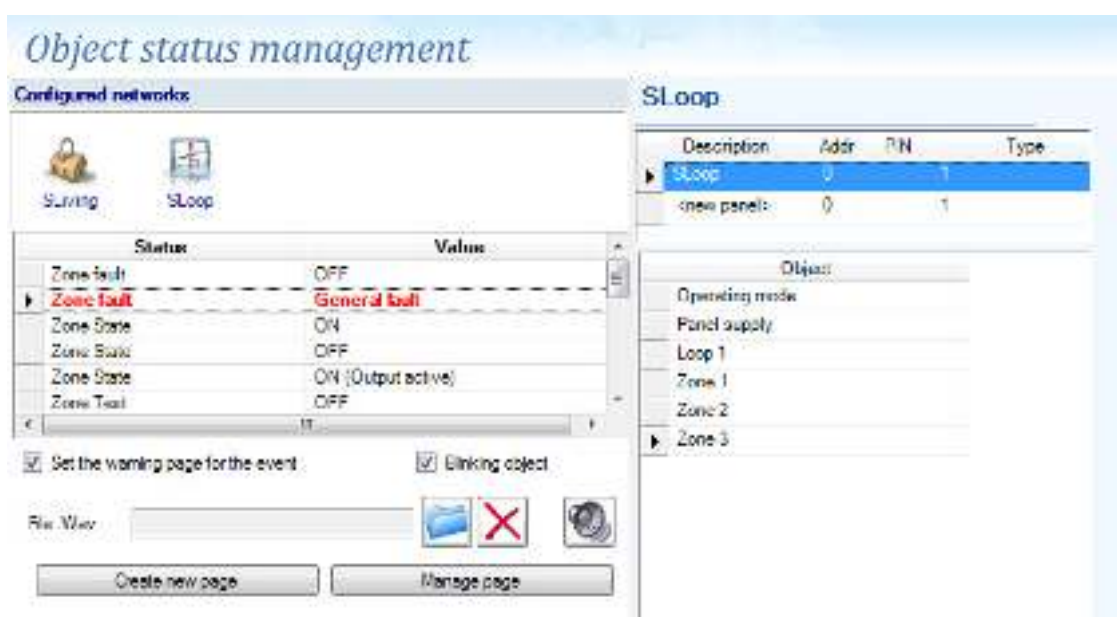 Object status management
Configured networks
SLiving
SLoop
Status Value
Zone fault OFF
Zone fault General fault
Zone State ON
Zone State OFF
Zone State ON (Output active)
Zone Test OFF
Set the warning page for the event
Blinking object
File .Wav
Create new page
Manage page
SLoop
Description Addr P.N. Type
SLoop 0 1
<new panel> 0 1
Object
Operating mode
Panel supply
Loop 1
Zone 1
Zone 2
Zone 3